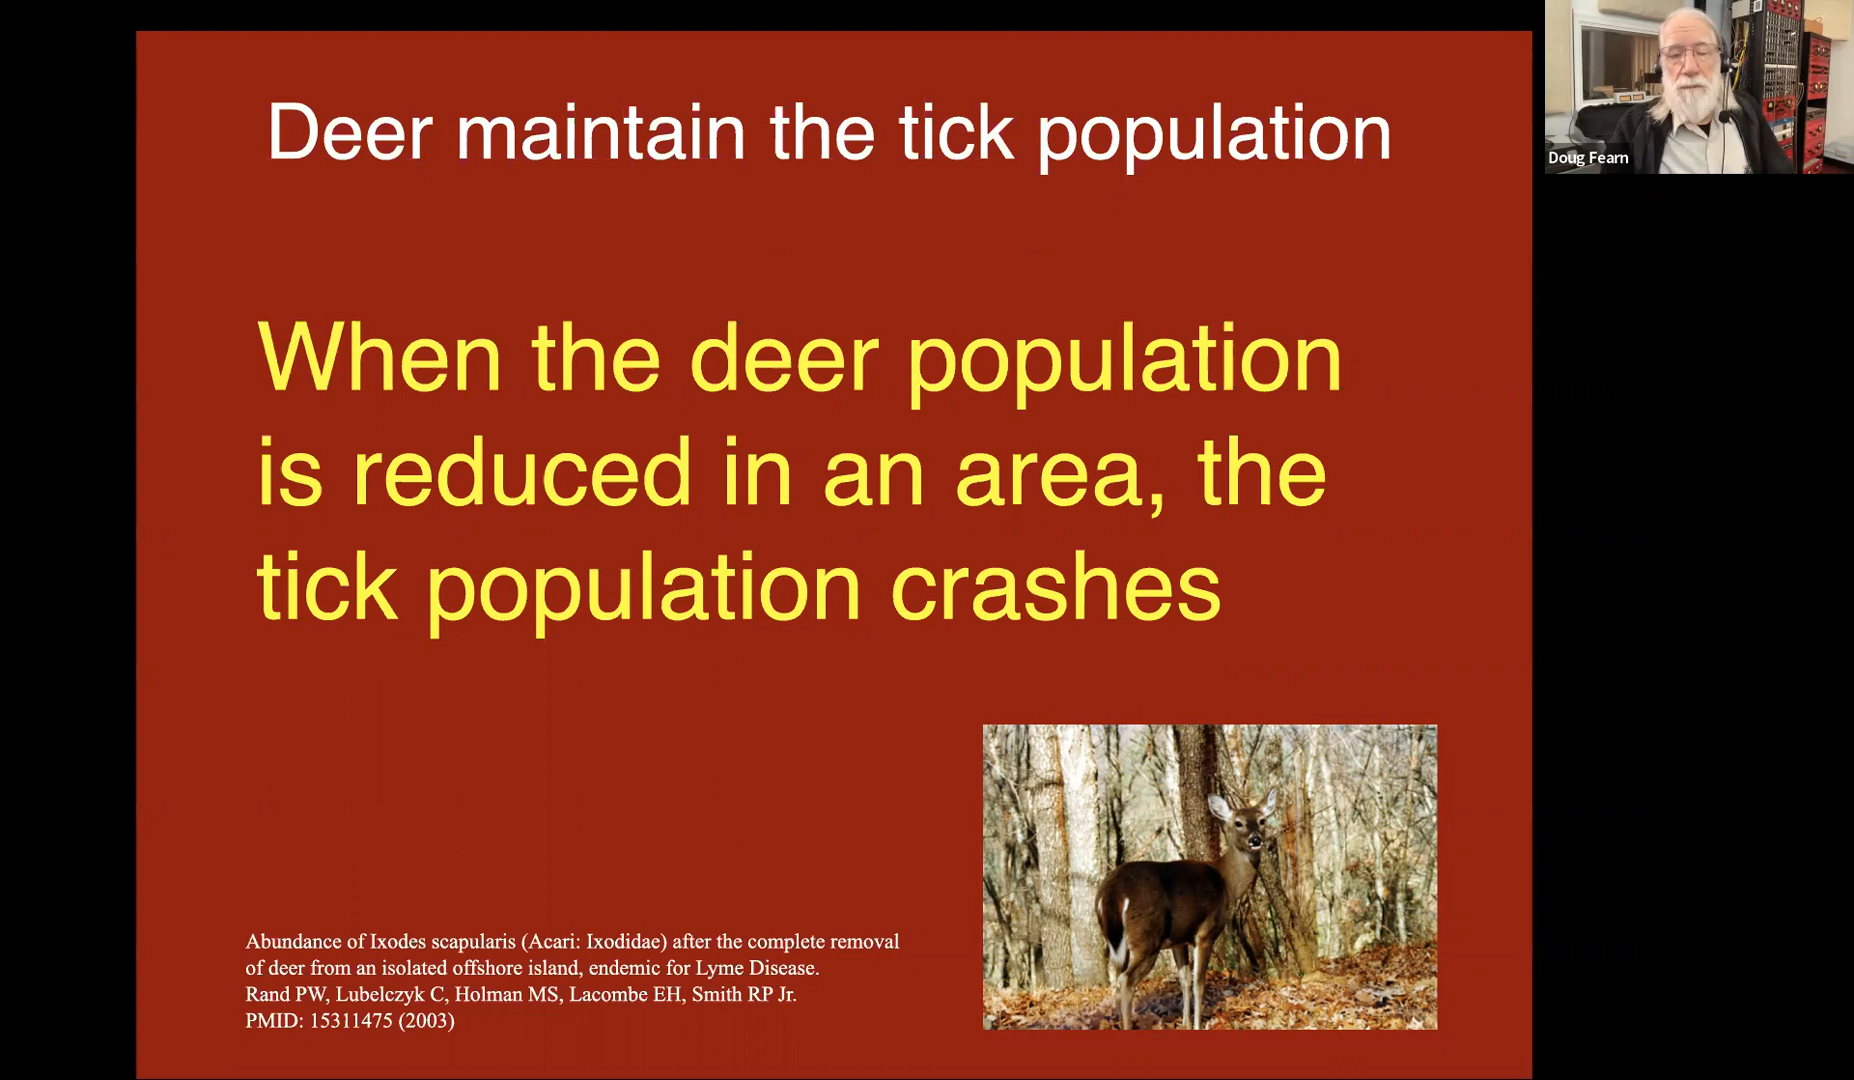 Deer maintain the tick population
When the deer population
is reduced in an area, the
tick population crashes
Abundance of Ixodes scapularis (Acari: Ixodidae) after the complete removal
of deer from an isolated offshore island, endemic for Lyme Disease.
Rand PW, Lubelczyk C, Holman MS, Lacombe EH, Smith RP Jr.
PMID: 15311475 (2003)
Doug Fearn